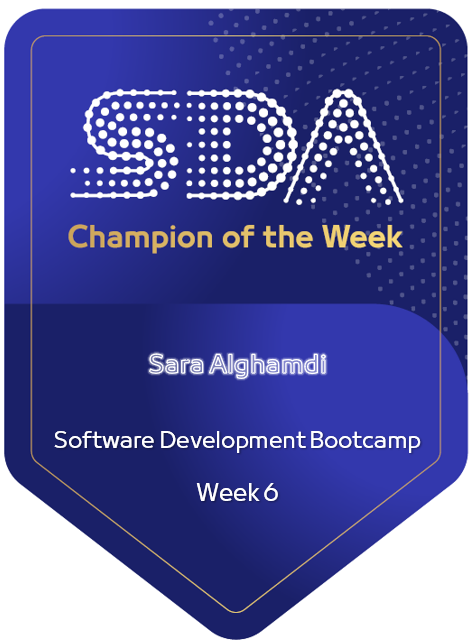 SDA
Champion of the Week
Sara Alghamdi
Software Development Bootcamp
Week 6